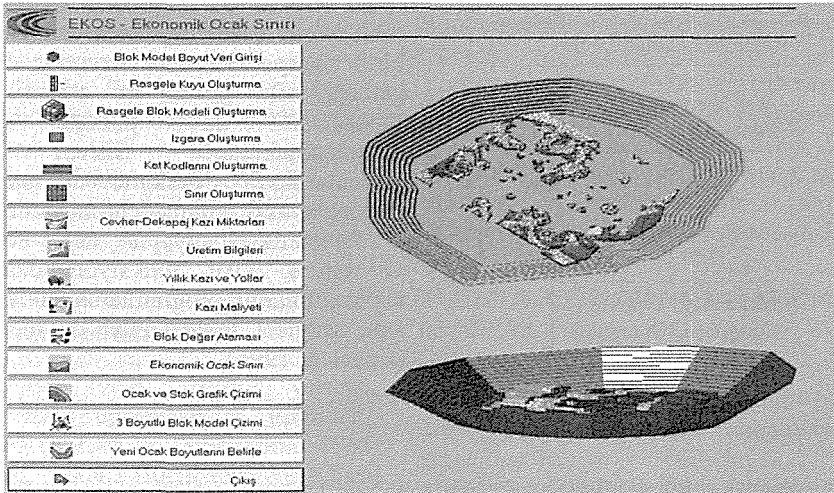 EKOS - Ekonomik Ocak Sınırı
Blok Model Boyut Veri Girişi
Rasgele Kuyu Oluşturma
Rasgele Blok Modeli Oluşturma
Izgara Oluşturma
Kat Kodlarını Oluşturma
Sınır Oluşturma
Cevher-Dekapaj Kazı Miktarları
Üretim Bilgileri
Yıllık Kazı ve Yollar
Kazı Maliyeti
Blok Değer Ataması
Ekonomik Ocak Sınırı
Ocak ve Stok Grafik Çizimi
3 Boyutlu Blok Model Çizimi
Yeni Ocak Boyutlarını Belirle
Çıkış